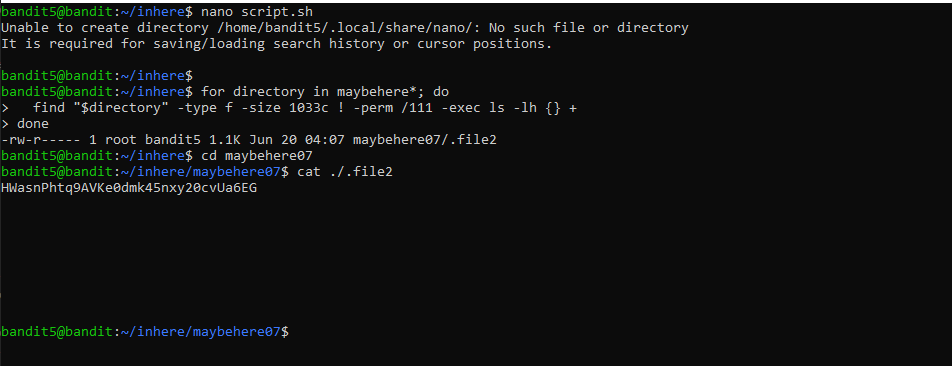 bandit5@bandit:~/inhere$ nano script.sh
Unable to create directory /home/bandit5/.local/share/nano/: No such file or directory
It is required for saving/loading search history or cursor positions.
bandit5@bandit:~/inhere$
bandit5@bandit:~/inhere$ for directory in maybehere*; do
>   find "$directory" -type f -size 1033c ! -perm /111 -exec ls -lh {} +
> done
-rw-r----- 1 root bandit5 1.1K Jun 20 04:07 maybehere07/.file2
bandit5@bandit:~/inhere$ cd maybehere07
bandit5@bandit:~/inhere/maybehere07$ cat ./.file2
HWasnPhtq9AVKe0dmk45nxy20cvUa6EG
bandit5@bandit:~/inhere/maybehere07$